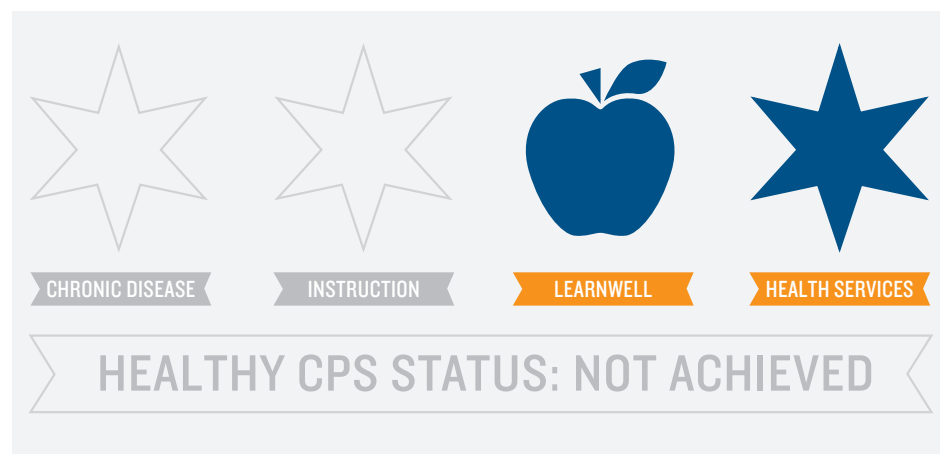 CHRONIC DISEASE
INSTRUCTION
LEARNWELL
HEALTH SERVICES
HEALTHY CPS STATUS: NOT ACHIEVED